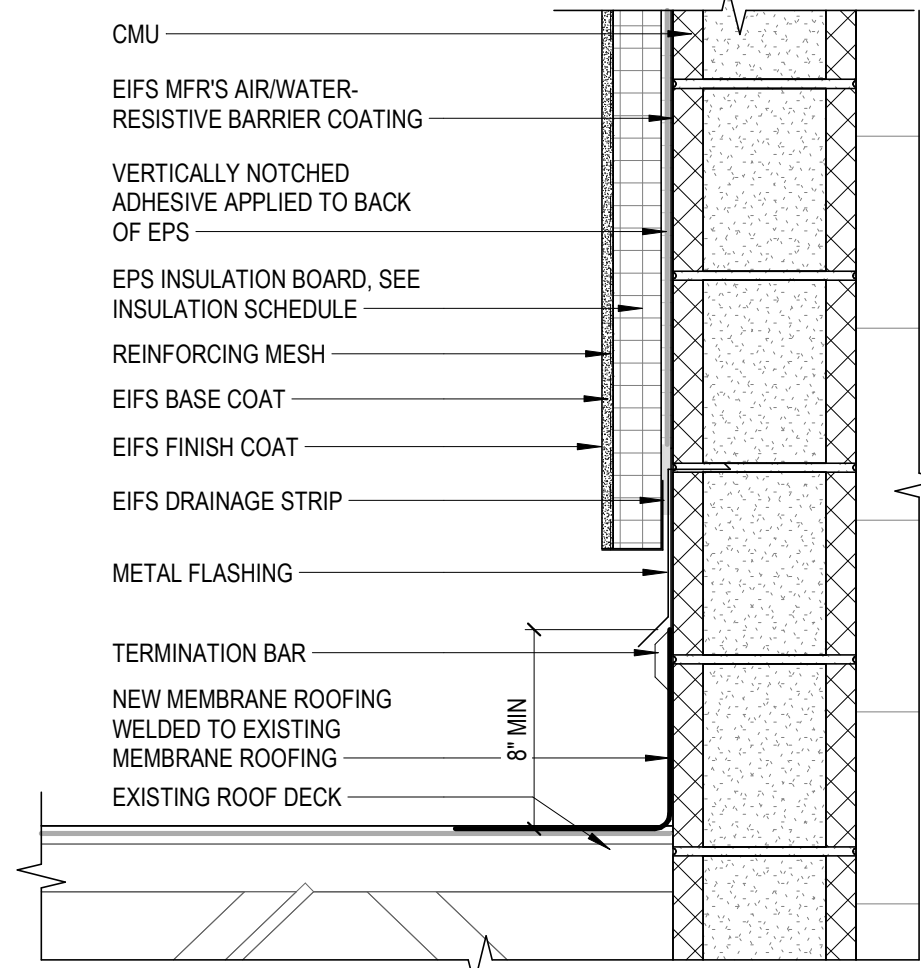 CMU
EIFS MFR'S AIR/WATER-
RESISTIVE BARRIER COATING
VERTICALLY NOTCHED
ADHESIVE APPLIED TO BACK
OF EPS
EPS INSULATION BOARD, SEE
INSULATION SCHEDULE
REINFORCING MESH
EIFS BASE COAT
EIFS FINISH COAT
EIFS DRAINAGE STRIP
METAL FLASHING
TERMINATION BAR
NEW MEMBRANE ROOFING
WELDED TO EXISTING
MEMBRANE ROOFING
EXISTING ROOF DECK
8" MIN